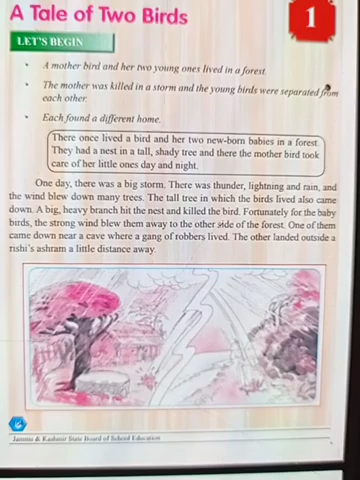 A Tale of Two Birds
1
LET'S BEGIN
• A mother bird and her two young ones lived in a forest.
• The mother was killed in a storm and the young birds were separated from
each other.
• Each found a different home.
There once lived a bird and her two new-born babies in a forest.
They had a nest in a tall, shady tree and there the mother bird took
care of her little ones day and night.
One day, there was a big storm. There was thunder, lightning and rain, and
the wind blew down many trees. The tall tree in which the birds lived also came
down. A big, heavy branch hit the nest and killed the bird. Fortunately for the baby
birds, the strong wind blew them away to the other side of the forest. One of them
came down near a cave where a gang of robbers lived. The other landed outside a
rishi's ashram a little distance away.
Jammu & Kashmir State Board of School Education